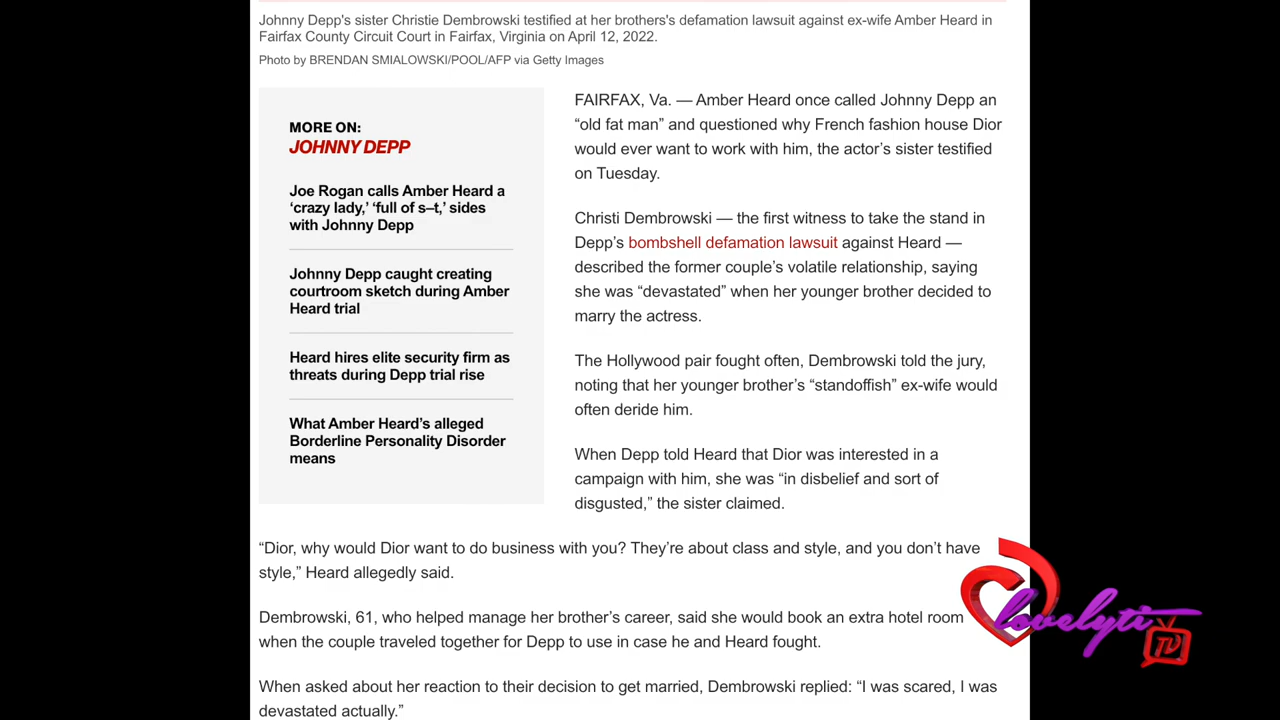 Johnny Depp's sister Christie Dembrowski testified at her brothers's defamation lawsuit against ex-wife Amber Heard in
Fairfax County Circuit Court in Fairfax, Virginia on April 12, 2022.
Photo by BRENDAN SMIALOWSKI/POOL/AFP via Getty Images
MORE ON:
JOHNNY DEPP
Joe Rogan calls Amber Heard a
‘crazy lady,’ ‘full of s–t,’ sides
with Johnny Depp
Johnny Depp caught creating
courtroom sketch during Amber
Heard trial
Heard hires elite security firm as
threats during Depp trial rise
What Amber Heard’s alleged
Borderline Personality Disorder
means
FAIRFAX, Va. — Amber Heard once called Johnny Depp an
“old fat man” and questioned why French fashion house Dior
would ever want to work with him, the actor’s sister testified
on Tuesday.
Christi Dembrowski — the first witness to take the stand in
Depp’s bombshell defamation lawsuit against Heard —
described the former couple’s volatile relationship, saying
she was “devastated” when her younger brother decided to
marry the actress.
The Hollywood pair fought often, Dembrowski told the jury,
noting that her younger brother’s “standoffish” ex-wife would
often deride him.
When Depp told Heard that Dior was interested in a
campaign with him, she was “in disbelief and sort of
disgusted,” the sister claimed.
“Dior, why would Dior want to do business with you? They’re about class and style, and you don’t have
style,” Heard allegedly said.
Dembrowski, 61, who helped manage her brother’s career, said she would book an extra hotel room
when the couple traveled together for Depp to use in case he and Heard fought.
When asked about her reaction to their decision to get married, Dembrowski replied: “I was scared, I was
devastated actually.”
lovelyti
TV